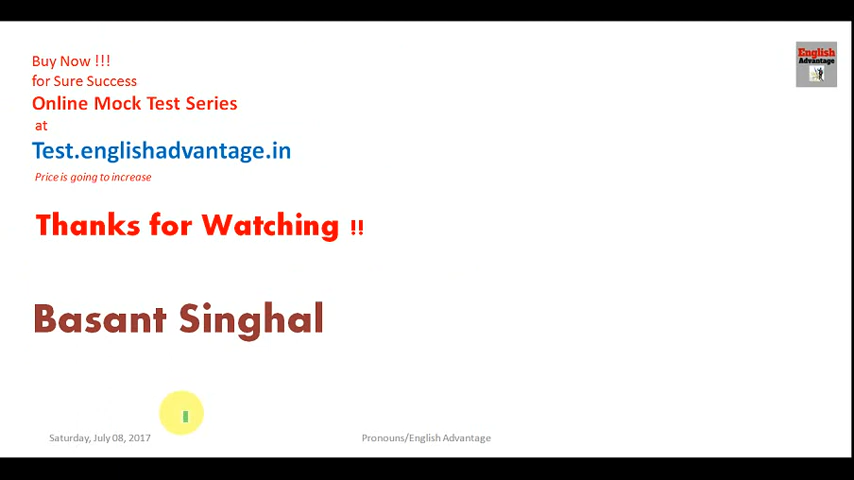 Buy Now !!!
for Sure Success
Online Mock Test Series
at
Test.englishadvantage.in
Price is going to increase
Thanks for Watching !!
Basant Singhal
English
Advantage
Saturday, July 08, 2017
Pronouns/English Advantage